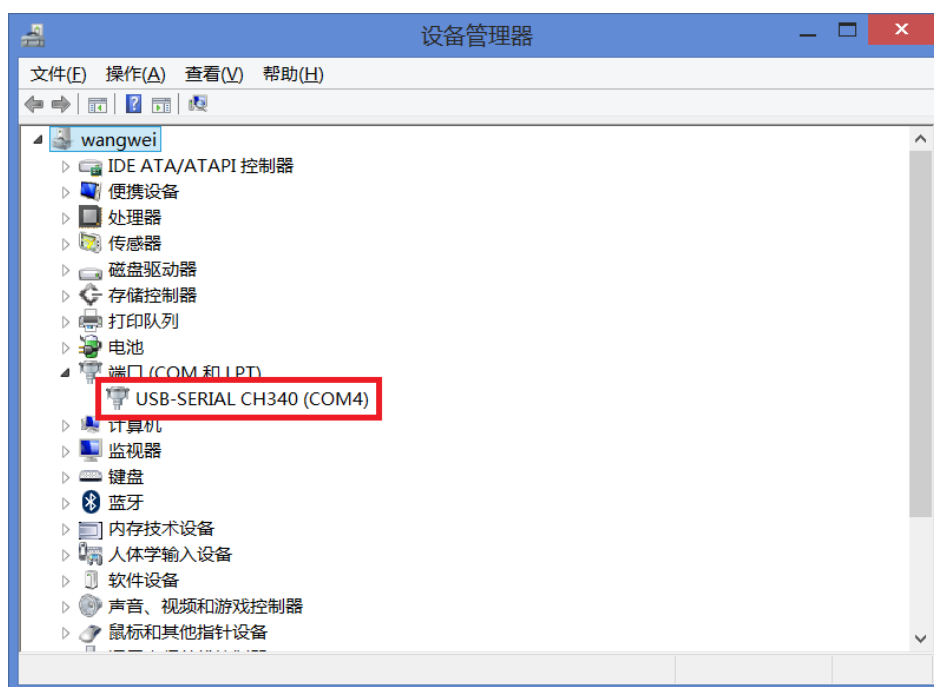 设备管理器
文件(F) 操作(A) 查看(V) 帮助(H)
wangwei
IDE ATA/ATAPI 控制器
便携设备
处理器
传感器
磁盘驱动器
存储控制器
打印队列
电池
端口 (COM 和 LPT)
USB-SERIAL CH340 (COM4)
计算机
监视器
键盘
蓝牙
内存技术设备
人体学输入设备
软件设备
声音、视频和游戏控制器
鼠标和其他指针设备